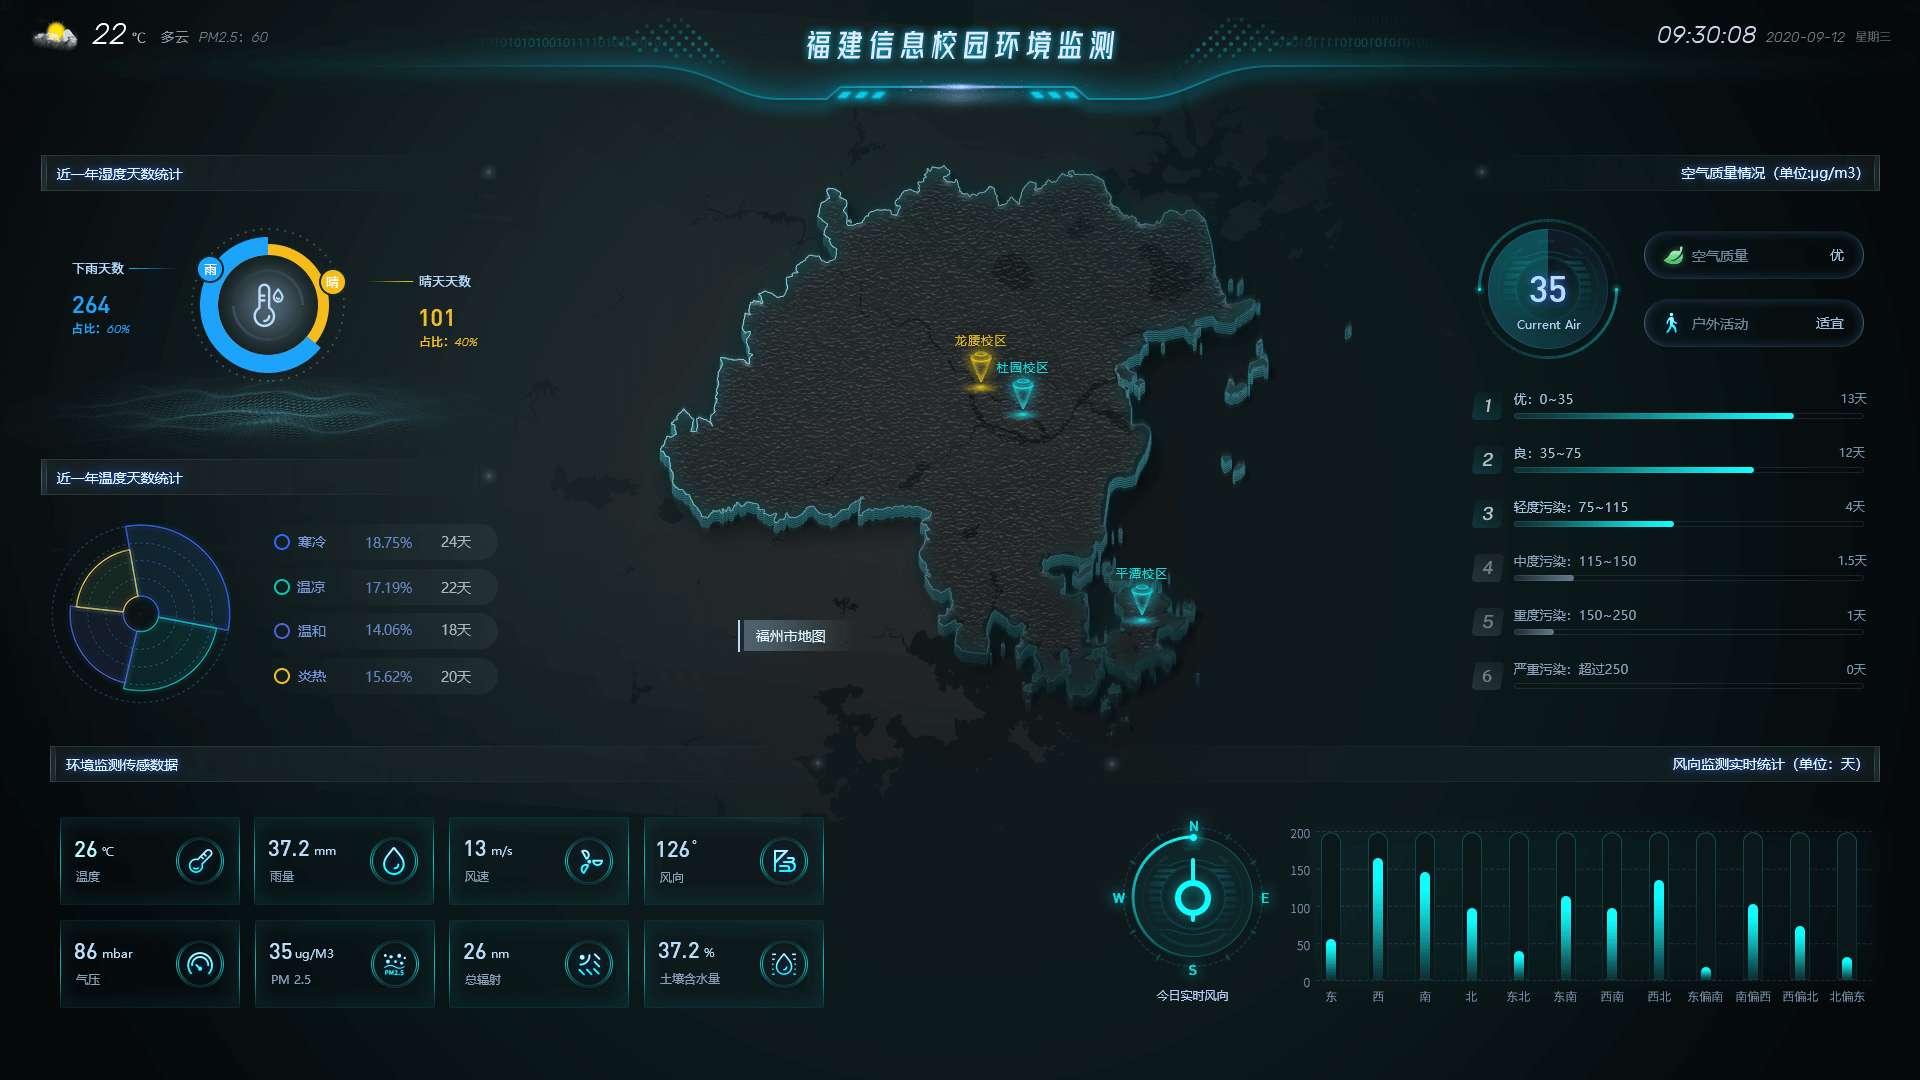 22 ℃ 多云 PM2.5：60
福建信息校园环境监测
09:30:08 2020-09-12 星期三
近一年湿度天数统计
下雨天数
264
占比：60%
雨
晴
晴天天数
101
占比：40%
近一年温度天数统计
寒冷 18.75% 24天
温凉 17.19% 22天
温和 14.06% 18天
炎热 15.62% 20天
龙腰校区
杜园校区
平潭校区
福州市地图
空气质量情况（单位:μg/m3）
35
Current Air
空气质量 优
户外活动 适宜
1 优：0~35 13天
2 良：35~75 12天
3 轻度污染：75~115 4天
4 中度污染：115~150 1.5天
5 重度污染：150~250 1天
6 严重污染：超过250 0天
环境监测传感数据
26 ℃
温度
37.2 mm
雨量
13 m/s
风速
126°
风向
86 mbar
气压
35 ug/M3
PM 2.5
PM2.5
26 nm
总辐射
37.2 %
土壤含水量
风向监测实时统计（单位：天）
N
W
E
S
今日实时风向
200
150
100
50
0
东 西 南 北 东北 东南 西南 西北 东偏南 南偏西 西偏北 北偏东